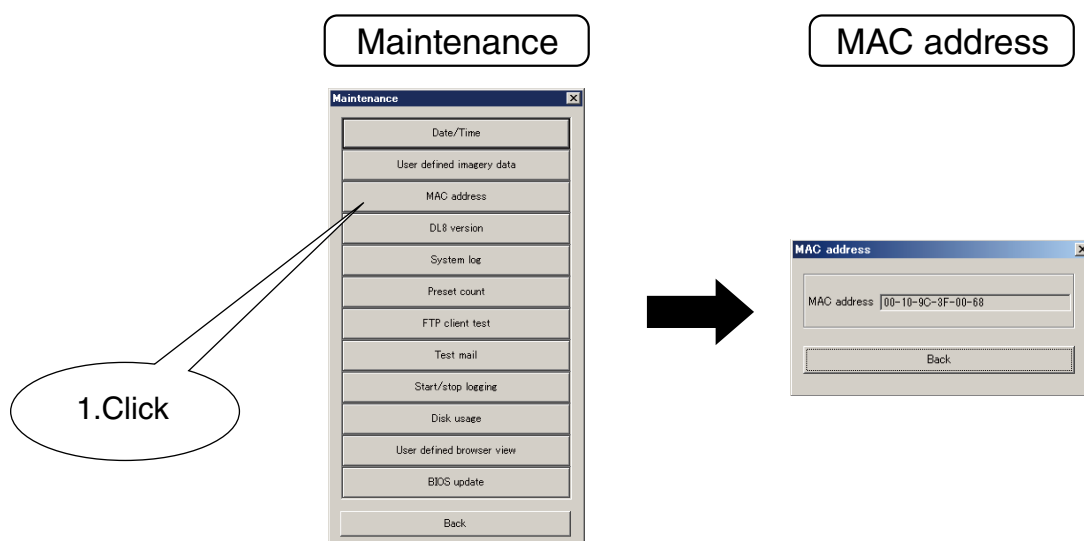 Maintenance
MAC address
Maintenance
Date/Time
User defined imagery data
MAC address
DL8 version
System log
Preset count
FTP client test
Test mail
Start/stop logging
Disk usage
User defined browser view
BIOS update
Back
1.Click
MAC address
MAC address 00-10-9C-3F-00-68
Back